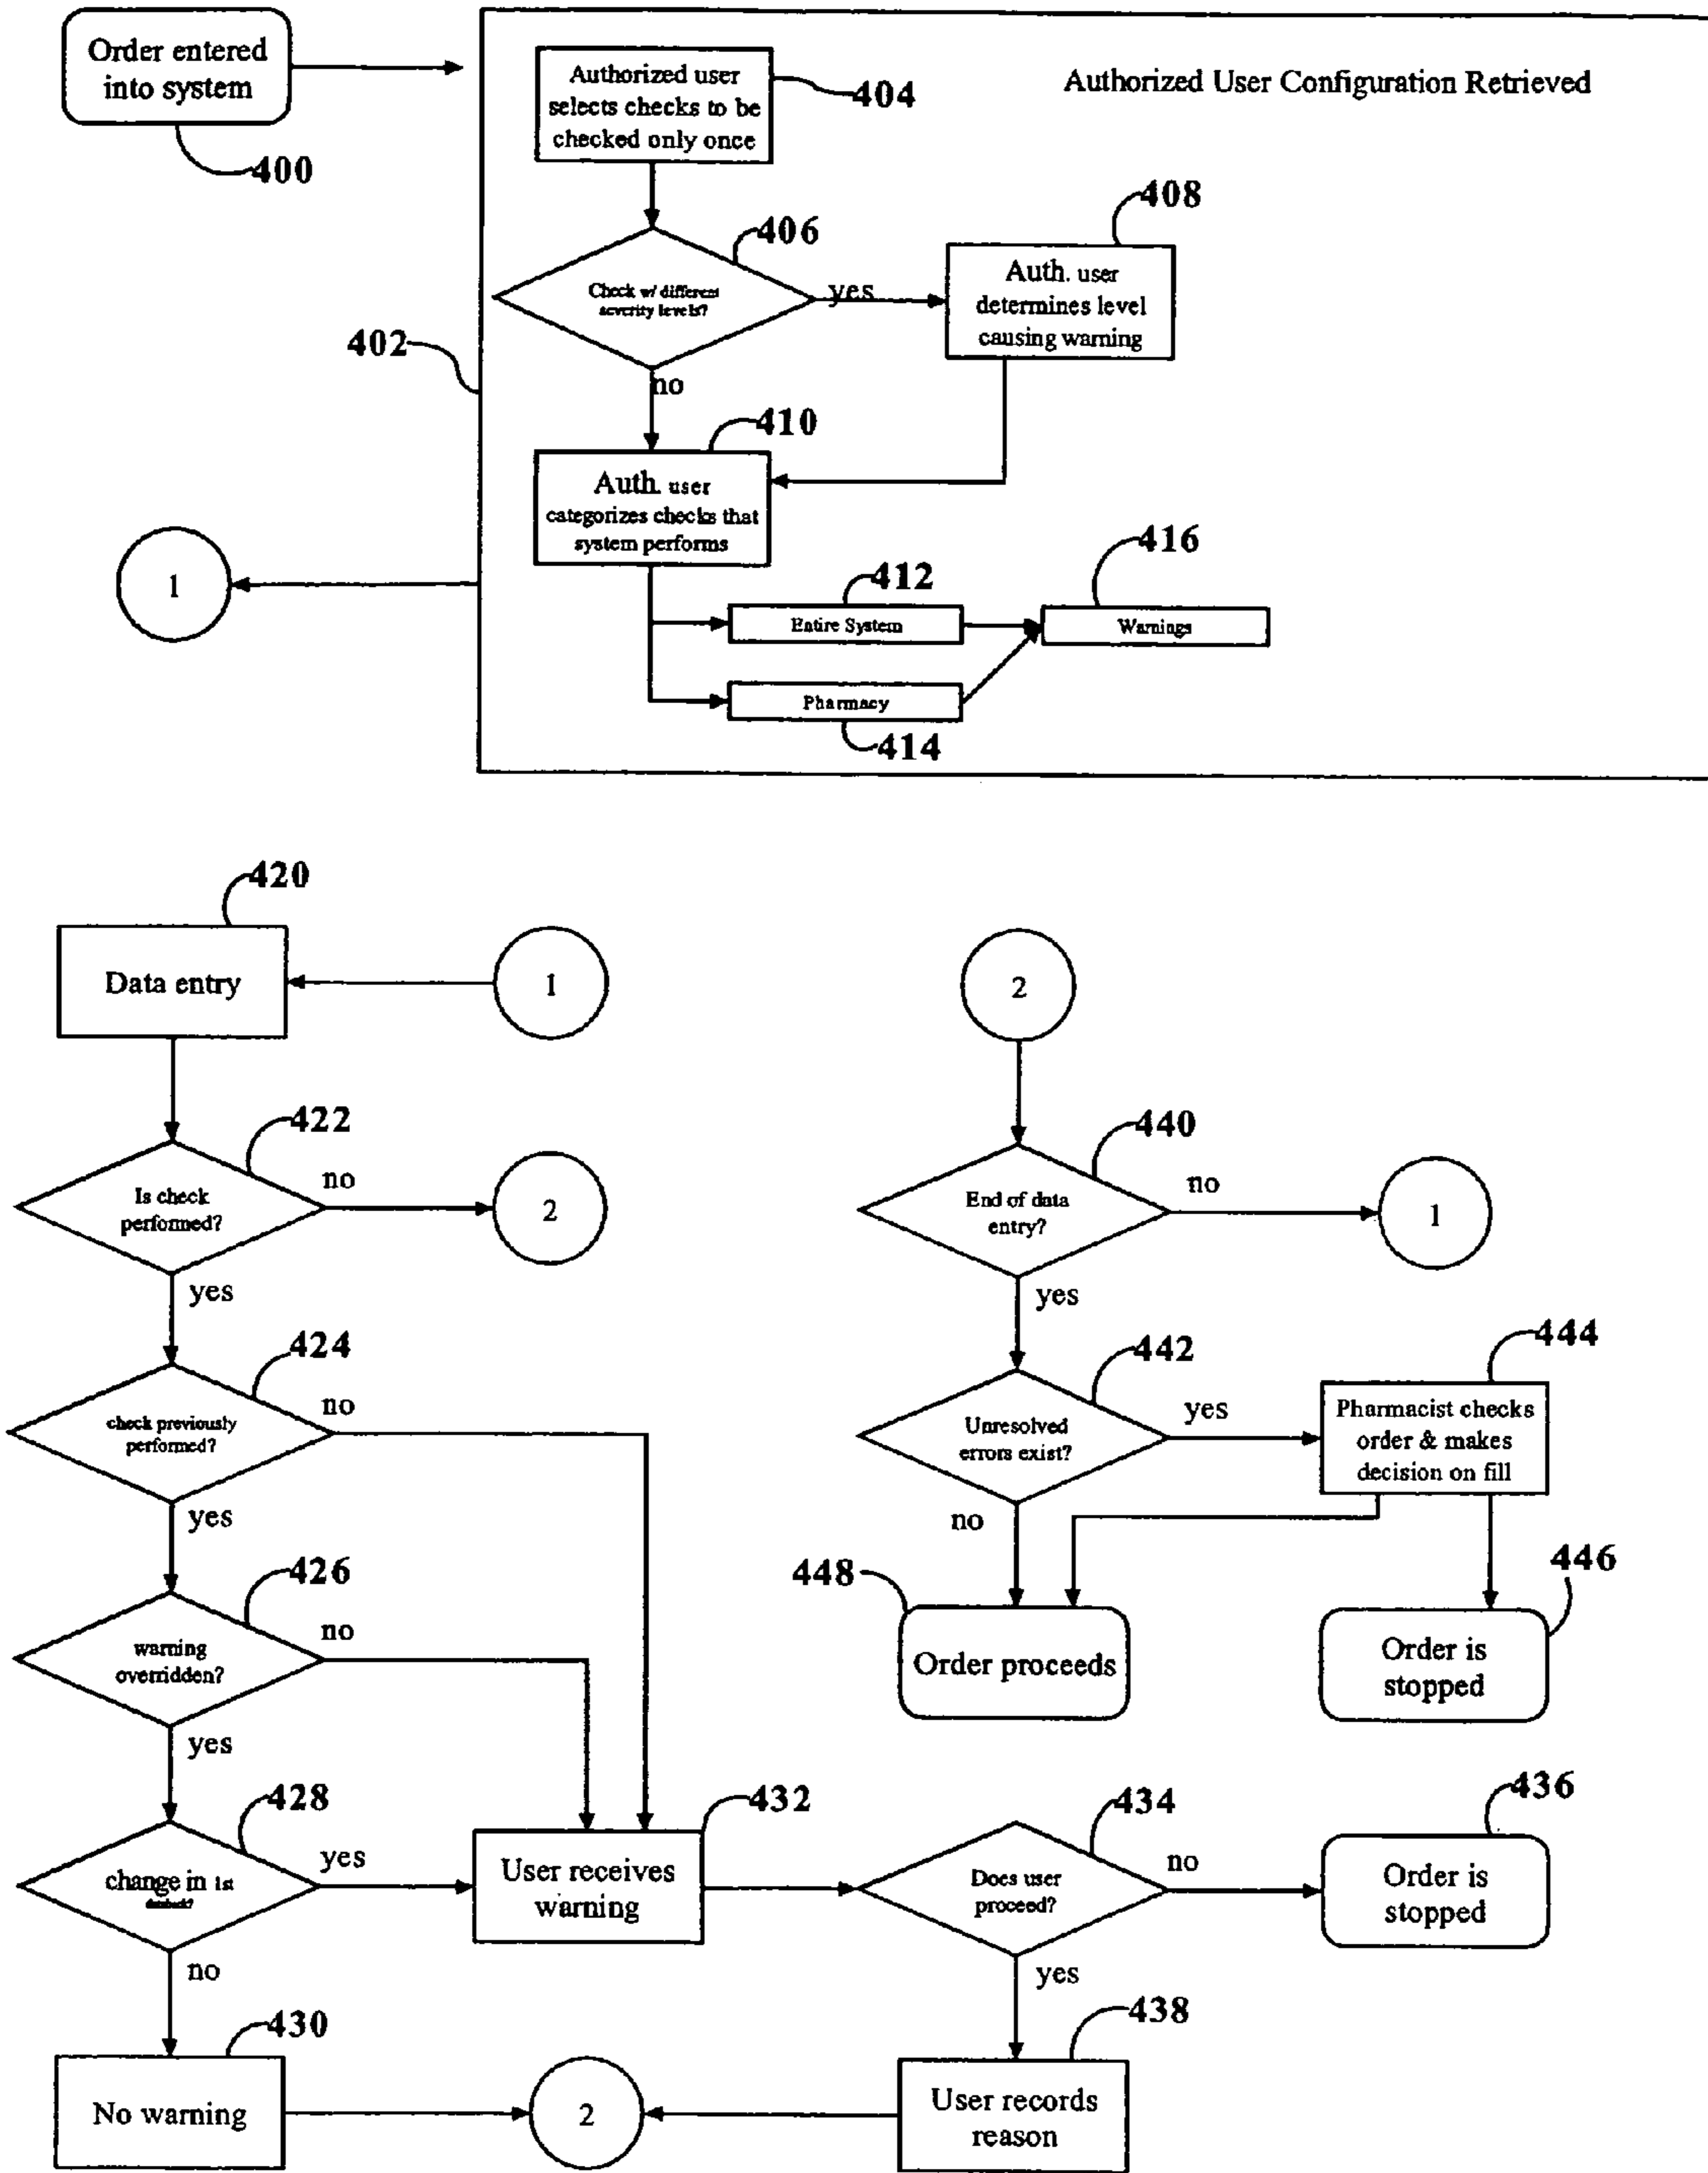 Order entered
into system
400
Authorized User Configuration Retrieved
Authorized user
selects checks to be
checked only once
404
402
406
Check w/ different
severity levels?
yes
no
408
Auth. user
determines level
causing warning
410
Auth. user
categorizes checks that
system performs
412
Entire System
416
Warnings
Pharmacy
414
1
420
Data entry
1
422
Is check
performed?
no
2
yes
424
check previously
performed?
no
yes
426
warning
overridden?
no
yes
428
change in 1st
yes
no
430
No warning
2
432
User receives
warning
434
Does user
proceed?
no
436
Order is
stopped
yes
438
User records
reason
2
440
End of data
entry?
no
1
yes
442
Unresolved
errors exist?
yes
444
Pharmacist checks
order & makes
decision on fill
no
448
Order proceeds
446
Order is
stopped